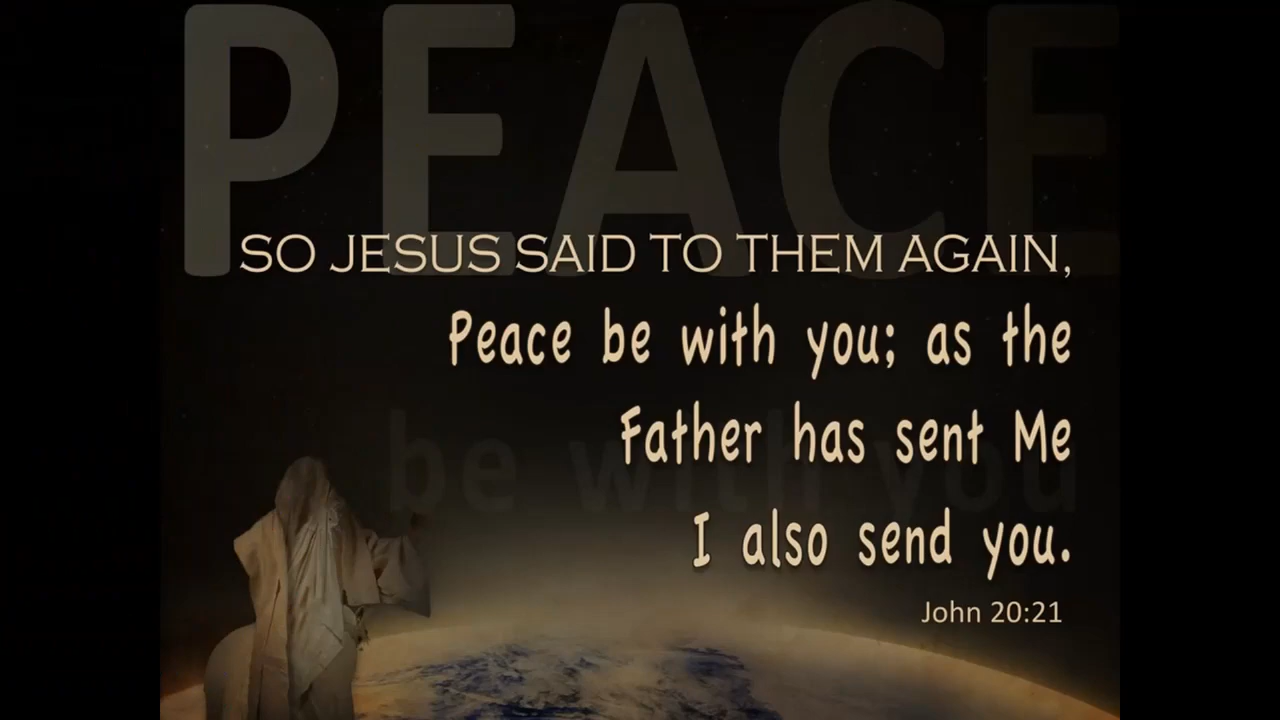 PEACE
SO JESUS SAID TO THEM AGAIN,
Peace be with you; as the
Father has sent Me
be with you
I also send you.
John 20:21